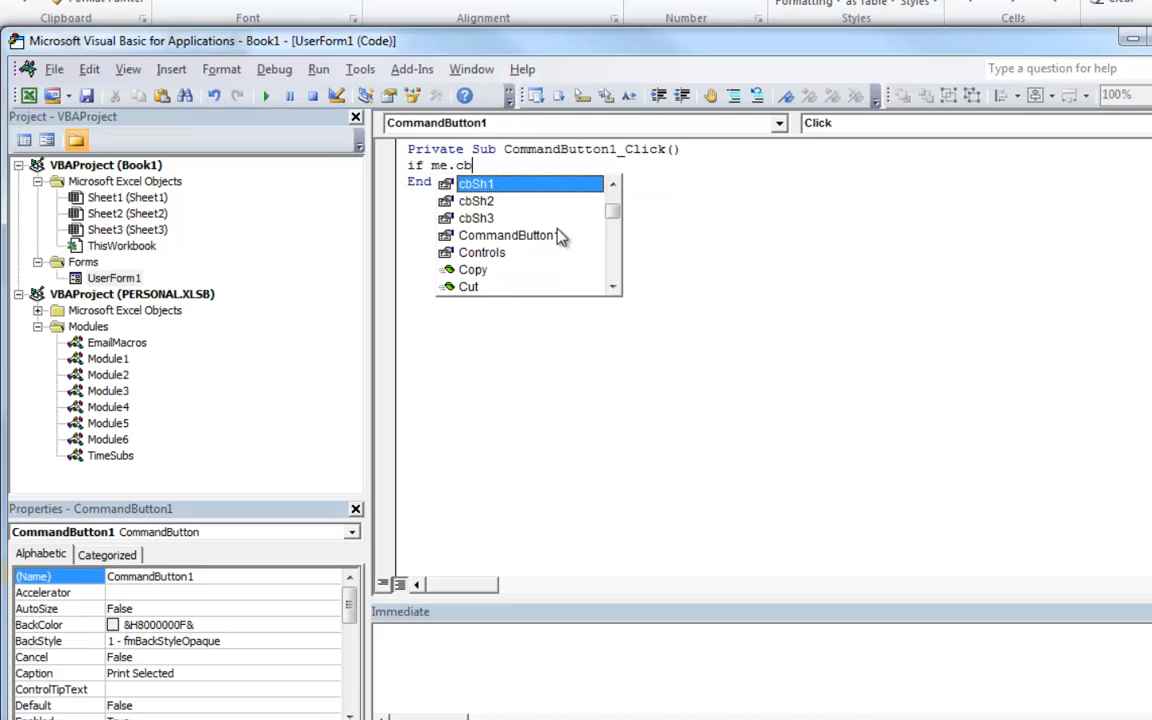 Format Painter
Formatting as Table Styles
Clear
Clipboard
Font
Alignment
Number
Styles
Cells
Microsoft Visual Basic for Applications - Book1 - [UserForm1 (Code)]
File Edit View Insert Format Debug Run Tools Add-Ins Window Help
Type a question for help
100%
Project - VBAProject
VBAProject (Book1)
Microsoft Excel Objects
Sheet1 (Sheet1)
Sheet2 (Sheet2)
Sheet3 (Sheet3)
ThisWorkbook
Forms
UserForm1
VBAProject (PERSONAL.XLSB)
Microsoft Excel Objects
Modules
EmailMacros
Module1
Module2
Module3
Module4
Module5
Module6
TimeSubs
Properties - CommandButton1
CommandButton1 CommandButton
Alphabetic Categorized
(Name) CommandButton1
Accelerator
AutoSize False
BackColor &H8000000F&
BackStyle 1 - fmBackStyleOpaque
Cancel False
Caption Print Selected
ControlTipText
Default False
Enabled True
CommandButton1
Click
Private Sub CommandButton1_Click()
if me.cb
End
cbSh1
cbSh2
cbSh3
CommandButton1
Controls
Copy
Cut
Immediate